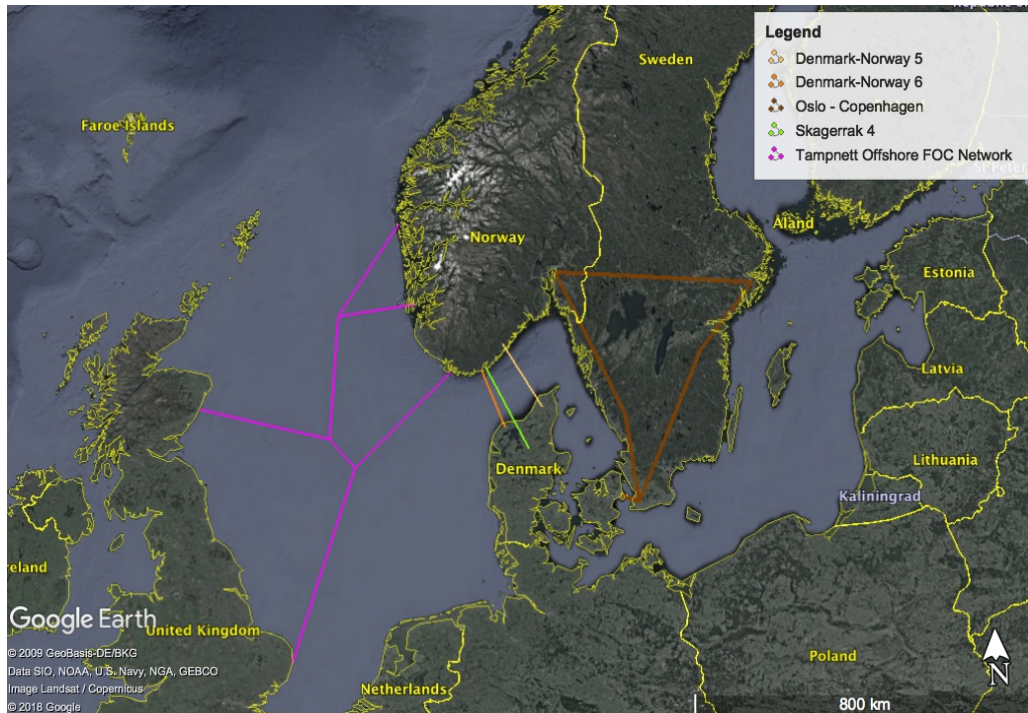 Legend
Denmark-Norway 5
Denmark-Norway 6
Oslo - Copenhagen
Skagerrak 4
Tampnett Offshore FOC Network
Sweden
Faroe Islands
Åland
Norway
Estonia
Latvia
Lithuania
Denmark
Kaliningrad
reland
Google Earth
United Kingdom
© 2009 GeoBasis-DE/BKG
Data SIO, NOAA, U.S. Navy, NGA, GEBCO
Image Landsat / Copernicus
© 2018 Google
Netherlands
Poland
N
800 km